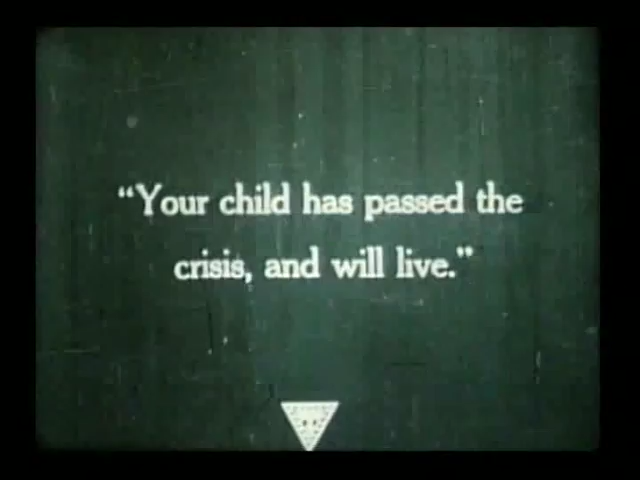 “Your child has passed the
crisis, and will live.”